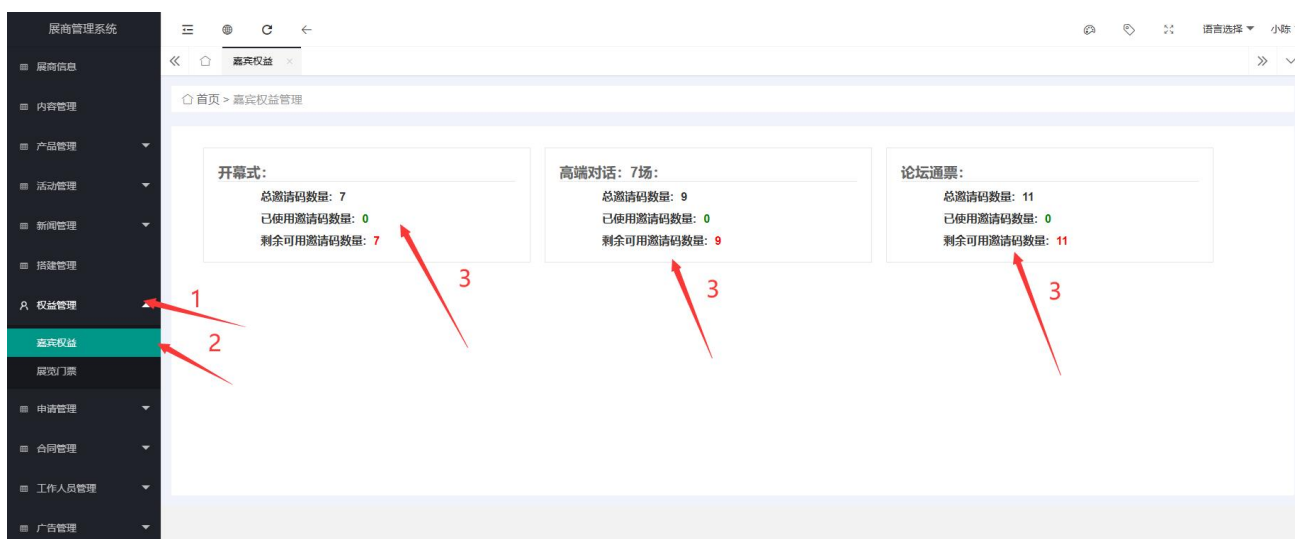 展商管理系统
语言选择 小陈
展商信息
嘉宾权益
内容管理
首页 > 嘉宾权益管理
产品管理
活动管理
新闻管理
搭建管理
权益管理
嘉宾权益
展览门票
申请管理
合同管理
工作人员管理
广告管理
开幕式：
总邀请码数量: 7
已使用邀请码数量: 0
剩余可用邀请码数量: 7
高端对话：7场：
总邀请码数量: 9
已使用邀请码数量: 0
剩余可用邀请码数量: 9
论坛通票：
总邀请码数量: 11
已使用邀请码数量: 0
剩余可用邀请码数量: 11
1
2
3
3
3